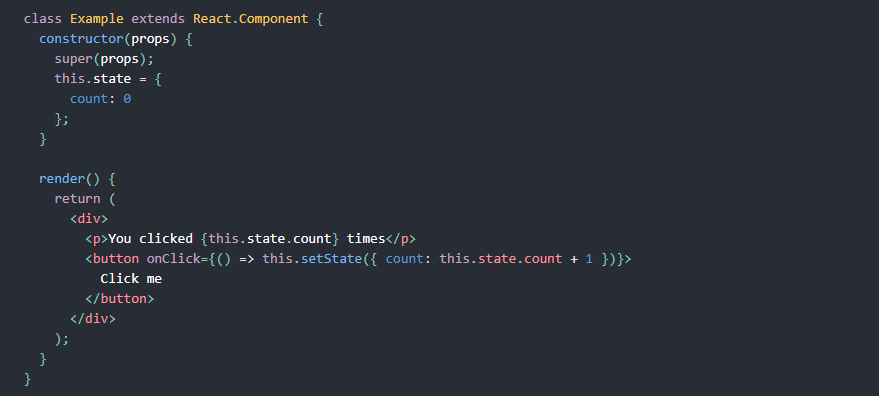 class Example extends React.Component {
  constructor(props) {
    super(props);
    this.state = {
      count: 0
    };
  }

  render() {
    return (
      <div>
        <p>You clicked {this.state.count} times</p>
        <button onClick={() => this.setState({ count: this.state.count + 1 })}>
          Click me
        </button>
      </div>
    );
  }
}